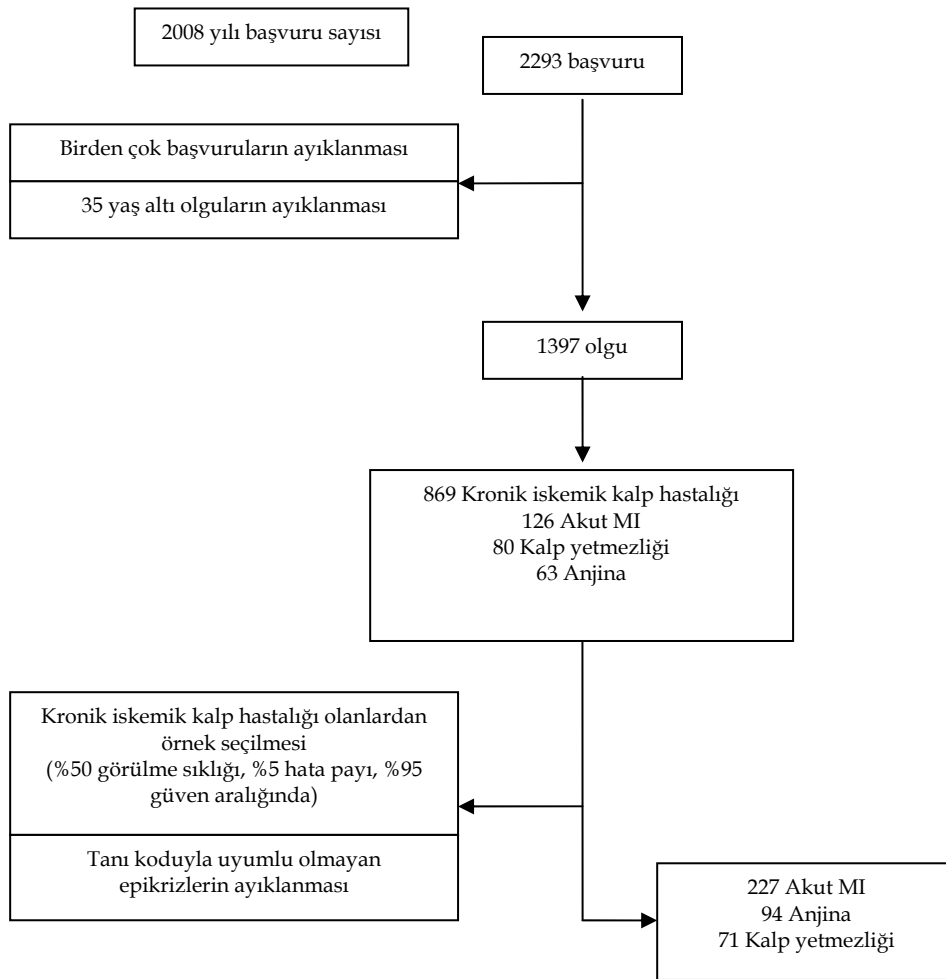 2008 yılı başvuru sayısı
2293 başvuru
Birden çok başvuruların ayıklanması
35 yaş altı olguların ayıklanması
1397 olgu
869 Kronik iskemik kalp hastalığı
126 Akut MI
80 Kalp yetmezliği
63 Anjina
Kronik iskemik kalp hastalığı olanlardan
örnek seçilmesi
(%50 görülme sıklığı, %5 hata payı, %95
güven aralığında)
Tanı koduyla uyumlu olmayan
epikrizlerin ayıklanması
227 Akut MI
94 Anjina
71 Kalp yetmezliği